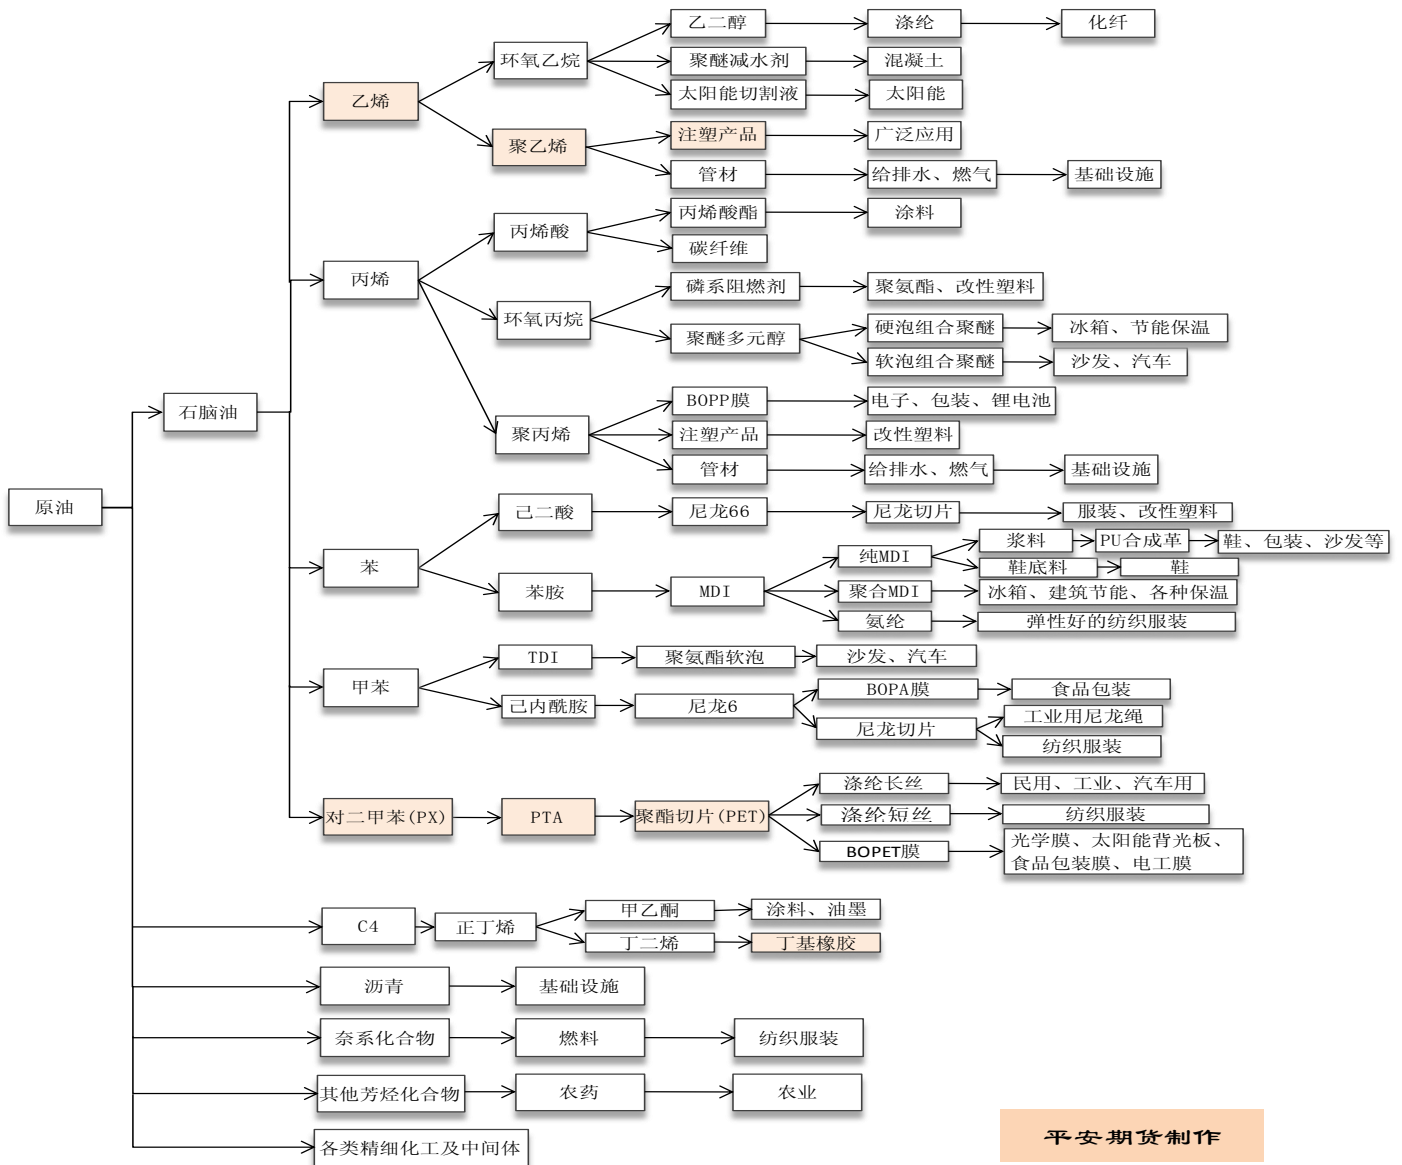 原油
石脑油
乙烯
环氧乙烷
乙二醇
涤纶
化纤
聚醚减水剂
混凝土
太阳能切割液
太阳能
聚乙烯
注塑产品
广泛应用
管材
给排水、燃气
基础设施
丙烯
丙烯酸
丙烯酸酯
涂料
碳纤维
环氧丙烷
磷系阻燃剂
聚氨酯、改性塑料
聚醚多元醇
硬泡组合聚醚
冰箱、节能保温
软泡组合聚醚
沙发、汽车
聚丙烯
BOPP膜
电子、包装、锂电池
注塑产品
改性塑料
管材
给排水、燃气
基础设施
苯
己二酸
尼龙66
尼龙切片
服装、改性塑料
苯胺
MDI
纯MDI
浆料
PU合成革
鞋、包装、沙发等
鞋底料
鞋
聚合MDI
冰箱、建筑节能、各种保温
氨纶
弹性好的纺织服装
甲苯
TDI
聚氨酯软泡
沙发、汽车
己内酰胺
尼龙6
BOPA膜
食品包装
尼龙切片
工业用尼龙绳
纺织服装
对二甲苯(PX)
PTA
聚酯切片(PET)
涤纶长丝
民用、工业、汽车用
涤纶短丝
纺织服装
BOPET膜
光学膜、太阳能背光板、
食品包装膜、电工膜
C4
正丁烯
甲乙酮
涂料、油墨
丁二烯
丁基橡胶
沥青
基础设施
奈系化合物
燃料
纺织服装
其他芳烃化合物
农药
农业
各类精细化工及中间体
平安期货制作